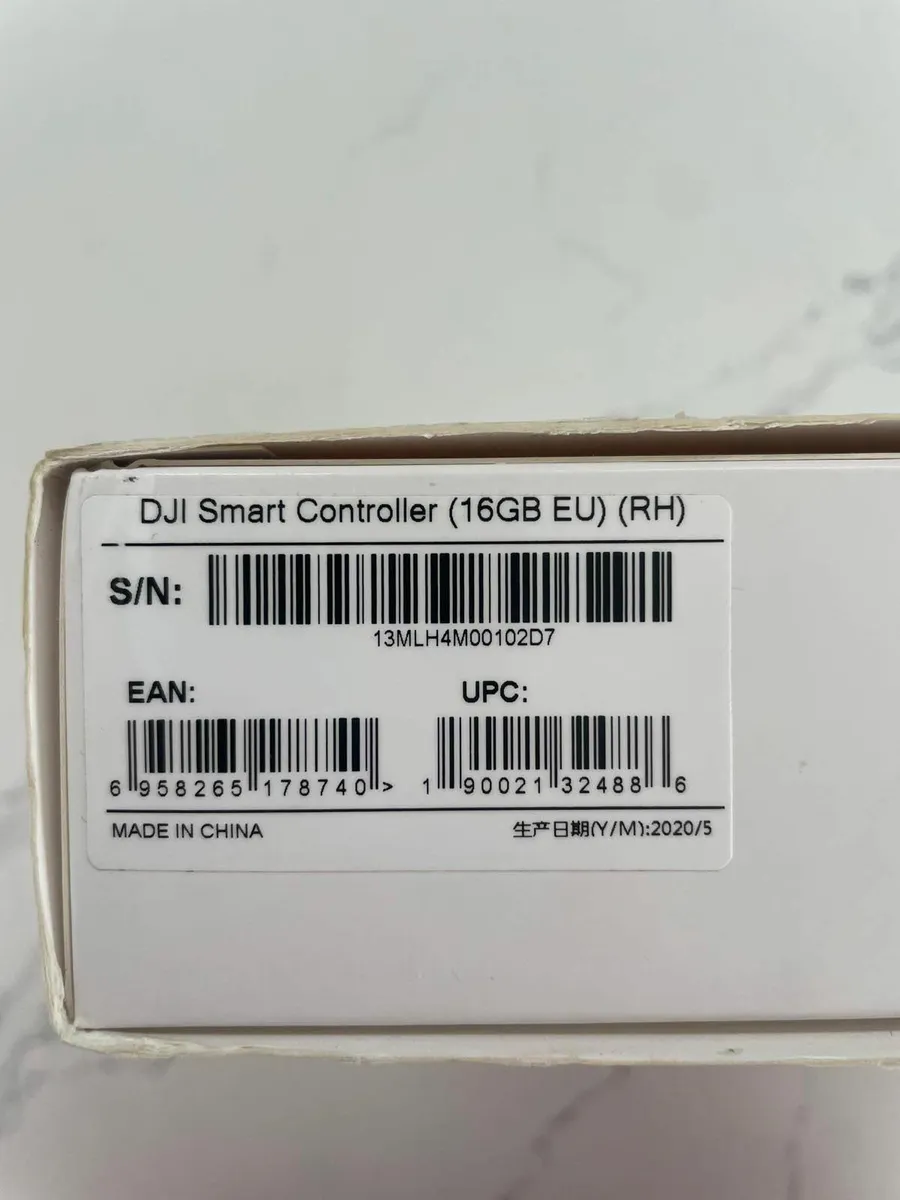 DJI Smart Controller (16GB EU) (RH)
S/N:
13MLH4M00102D7
EAN: UPC:
6 958265 178740 > 1 90021 32488 6
MADE IN CHINA 生产日期(Y/M):2020/5